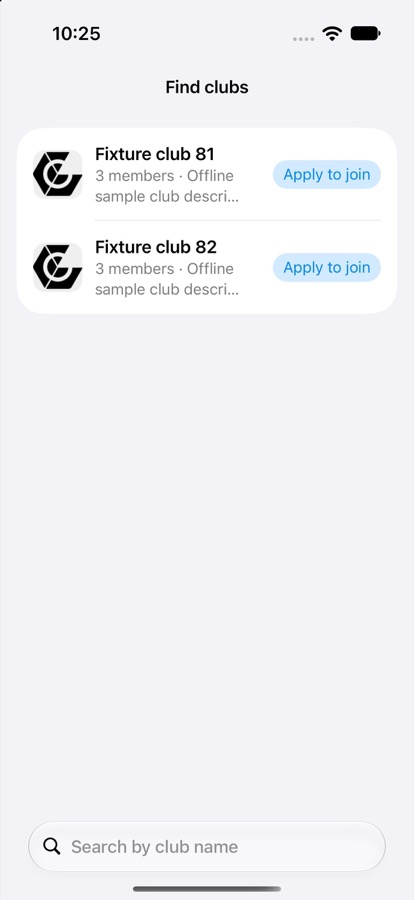 10:25
Find clubs
Fixture club 81
3 members · Offline
sample club descri...
Apply to join
Fixture club 82
3 members · Offline
sample club descri...
Apply to join
Search by club name